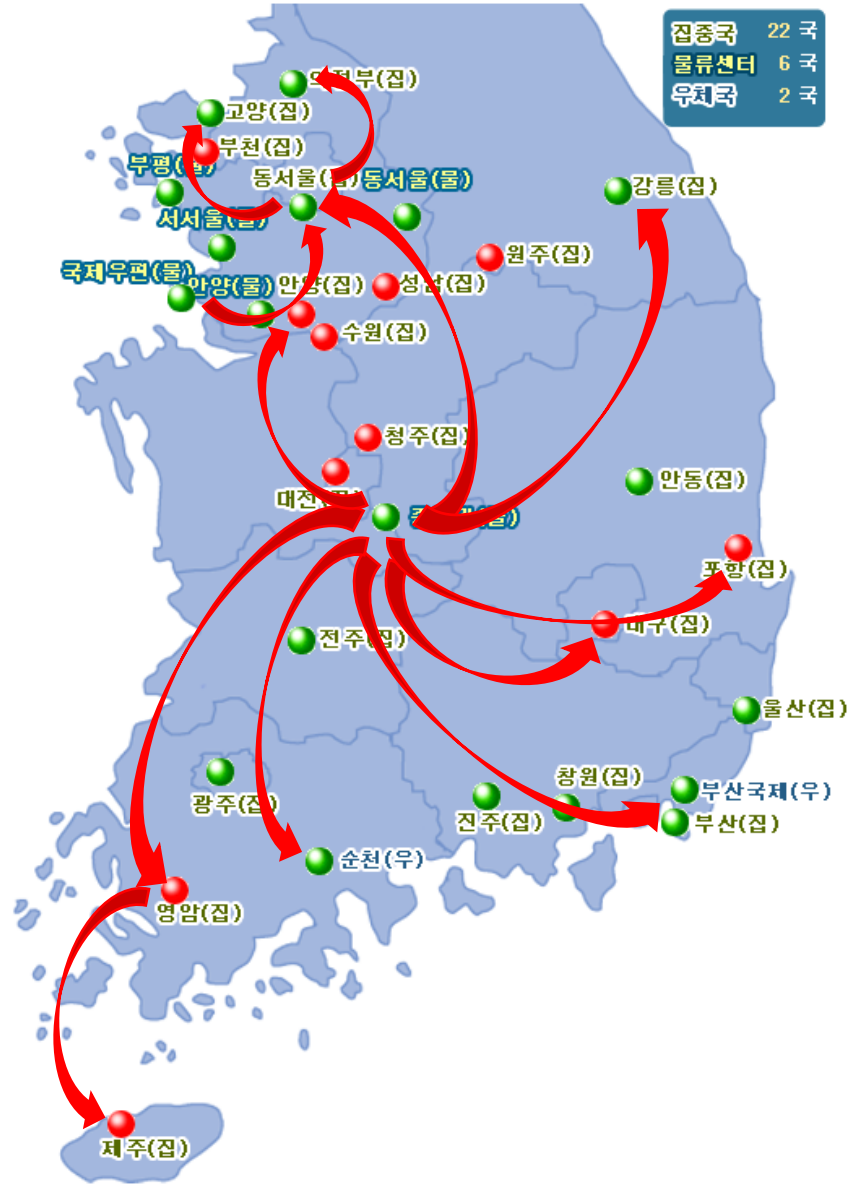 집중국 22 국
물류센터 6 국
우체국 2 국
의정부(집)
고양(집)
부천(집)
부평(물)
동서울(집)
동서울(물)
강릉(집)
서서울(물)
원주(집)
국제우편(물)
안양(물)
안양(집)
성남(집)
수원(집)
청주(집)
대전(집)
안동(집)
포항(집)
대구(집)
전주(집)
울산(집)
광주(집)
창원(집)
진주(집)
부산국제(우)
부산(집)
순천(우)
영암(집)
제주(집)